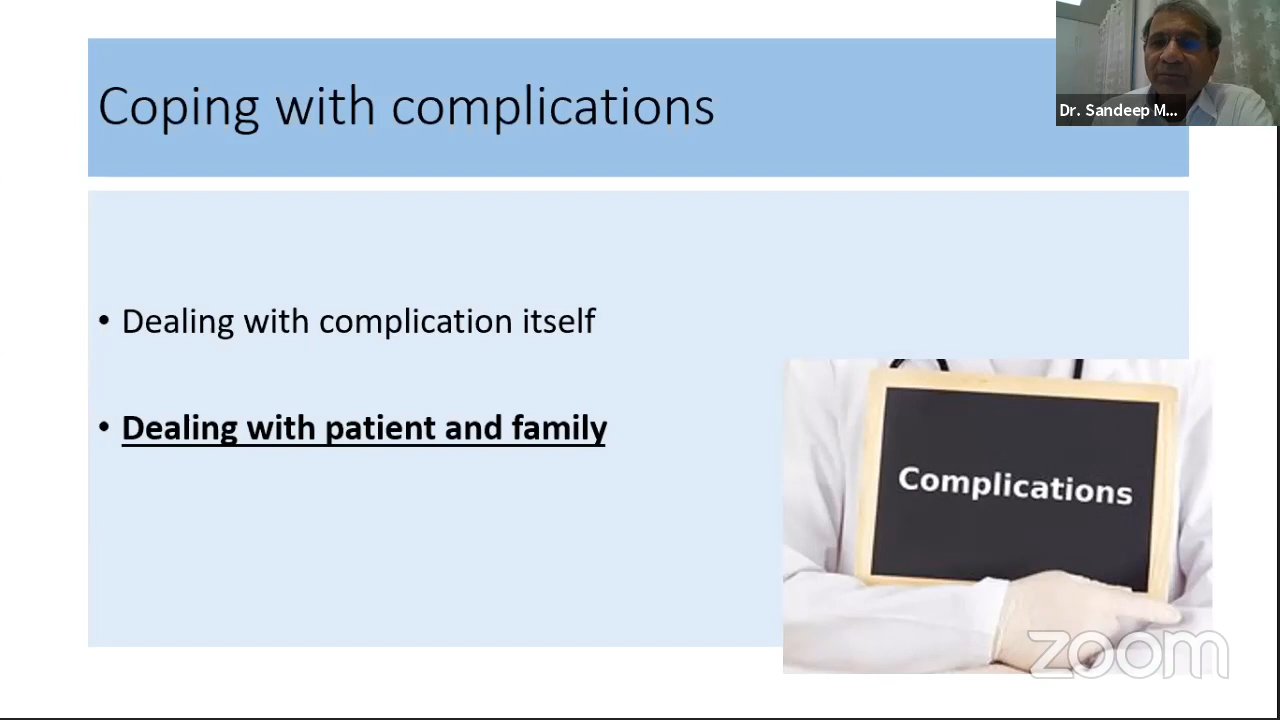 Coping with complications
Dr. Sandeep M...
• Dealing with complication itself
• Dealing with patient and family
Complications
zoom